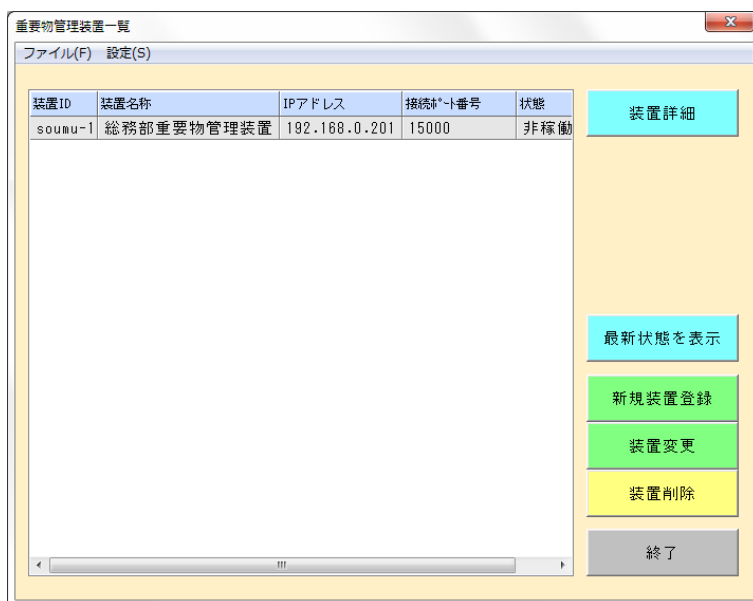 重要物管理装置一覧
ファイル(F) 設定(S)
装置ID 装置名称 IPアドレス 接続ﾎﾟｰﾄ番号 状態
soumu-1 総務部重要物管理装置 192.168.0.201 15000 非稼働
装置詳細
最新状態を表示
新規装置登録
装置変更
装置削除
終了